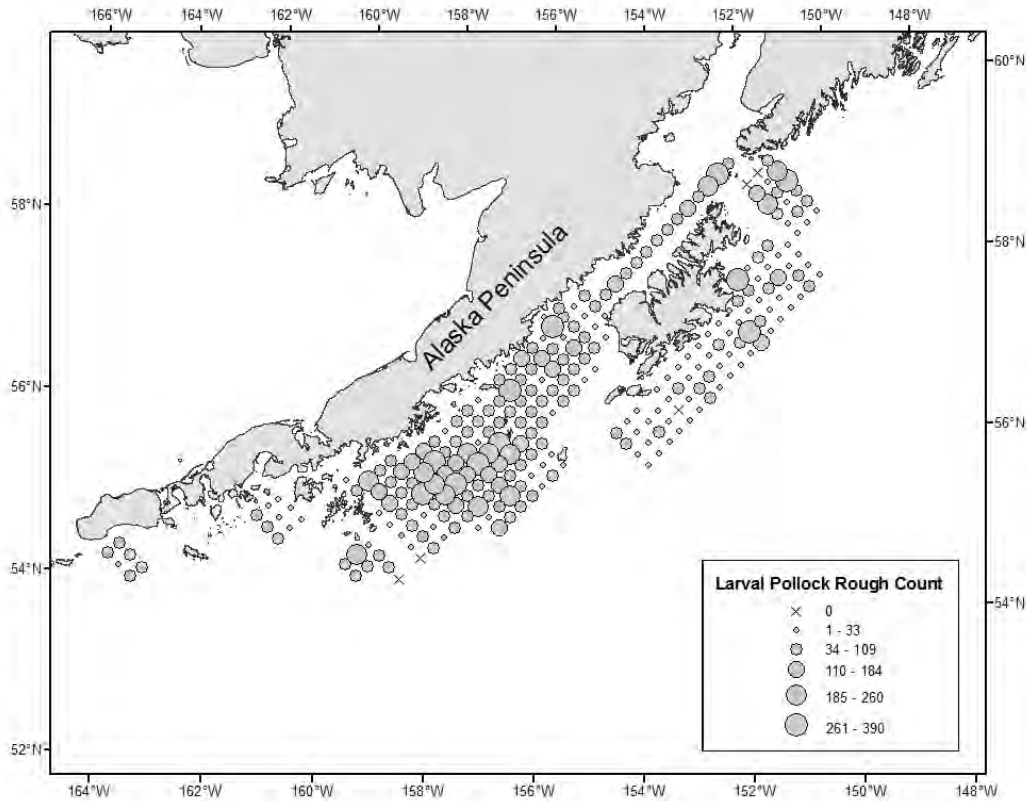 166°W 164°W 162°W 160°W 158°W 156°W 154°W 152°W 150°W 148°W
60°N
58°N
58°N
56°N
56°N
54°N
54°N
52°N
60°N
Alaska Peninsula
Larval Pollock Rough Count
0
1 - 33
34 - 109
110 - 184
185 - 260
261 - 390
52°N
164°W 162°W 160°W 158°W 156°W 154°W 152°W 150°W 148°W